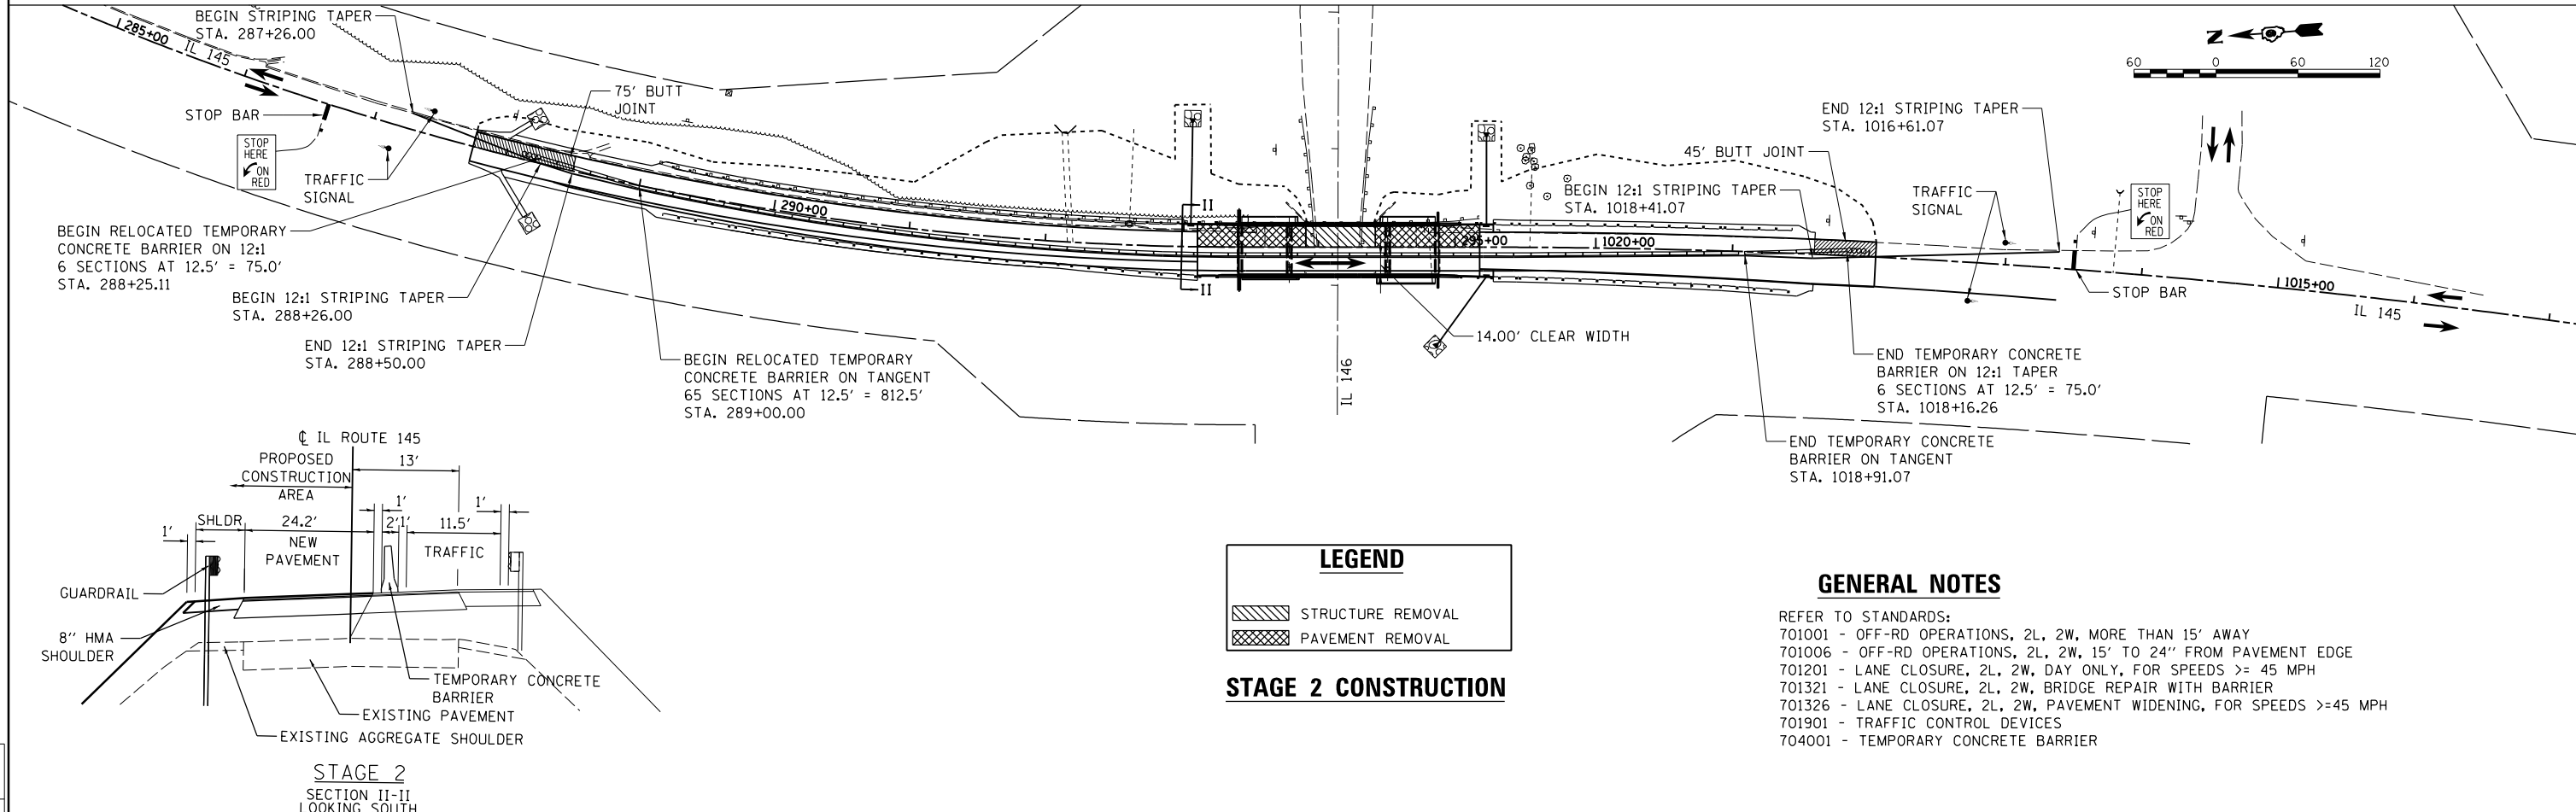 BEGIN STRIPING TAPER
STA. 287+26.00
285+00
IL 145
STOP BAR
STOP
HERE
ON
RED
TRAFFIC
SIGNAL
75' BUTT
JOINT
BEGIN RELOCATED TEMPORARY
CONCRETE BARRIER ON 12:1
6 SECTIONS AT 12.5' = 75.0'
STA. 288+25.11
BEGIN 12:1 STRIPING TAPER
STA. 288+26.00
END 12:1 STRIPING TAPER
STA. 288+50.00
290+00
BEGIN RELOCATED TEMPORARY
CONCRETE BARRIER ON TANGENT
65 SECTIONS AT 12.5' = 812.5'
STA. 289+00.00
II
II
295+00
1020+00
IL 146
14.00' CLEAR WIDTH
N
60 0 60 120
END 12:1 STRIPING TAPER
STA. 1016+61.07
45' BUTT JOINT
BEGIN 12:1 STRIPING TAPER
STA. 1018+41.07
TRAFFIC
SIGNAL
STOP
HERE
ON
RED
STOP BAR
1015+00
IL 145
END TEMPORARY CONCRETE
BARRIER ON 12:1 TAPER
6 SECTIONS AT 12.5' = 75.0'
STA. 1018+16.26
END TEMPORARY CONCRETE
BARRIER ON TANGENT
STA. 1018+91.07
℄ IL ROUTE 145
PROPOSED
CONSTRUCTION
AREA
13'
1'
1'
1'
SHLDR
24.2'
2'
1'
11.5'
NEW
PAVEMENT
TRAFFIC
GUARDRAIL
8'' HMA
SHOULDER
TEMPORARY CONCRETE
BARRIER
EXISTING PAVEMENT
EXISTING AGGREGATE SHOULDER
STAGE 2
SECTION II-II
LOOKING SOUTH
LEGEND
STRUCTURE REMOVAL
PAVEMENT REMOVAL
STAGE 2 CONSTRUCTION
GENERAL NOTES
REFER TO STANDARDS:
701001 - OFF-RD OPERATIONS, 2L, 2W, MORE THAN 15' AWAY
701006 - OFF-RD OPERATIONS, 2L, 2W, 15' TO 24'' FROM PAVEMENT EDGE
701201 - LANE CLOSURE, 2L, 2W, DAY ONLY, FOR SPEEDS >= 45 MPH
701321 - LANE CLOSURE, 2L, 2W, BRIDGE REPAIR WITH BARRIER
701326 - LANE CLOSURE, 2L, 2W, PAVEMENT WIDENING, FOR SPEEDS >=45 MPH
701901 - TRAFFIC CONTROL DEVICES
704001 - TEMPORARY CONCRETE BARRIER